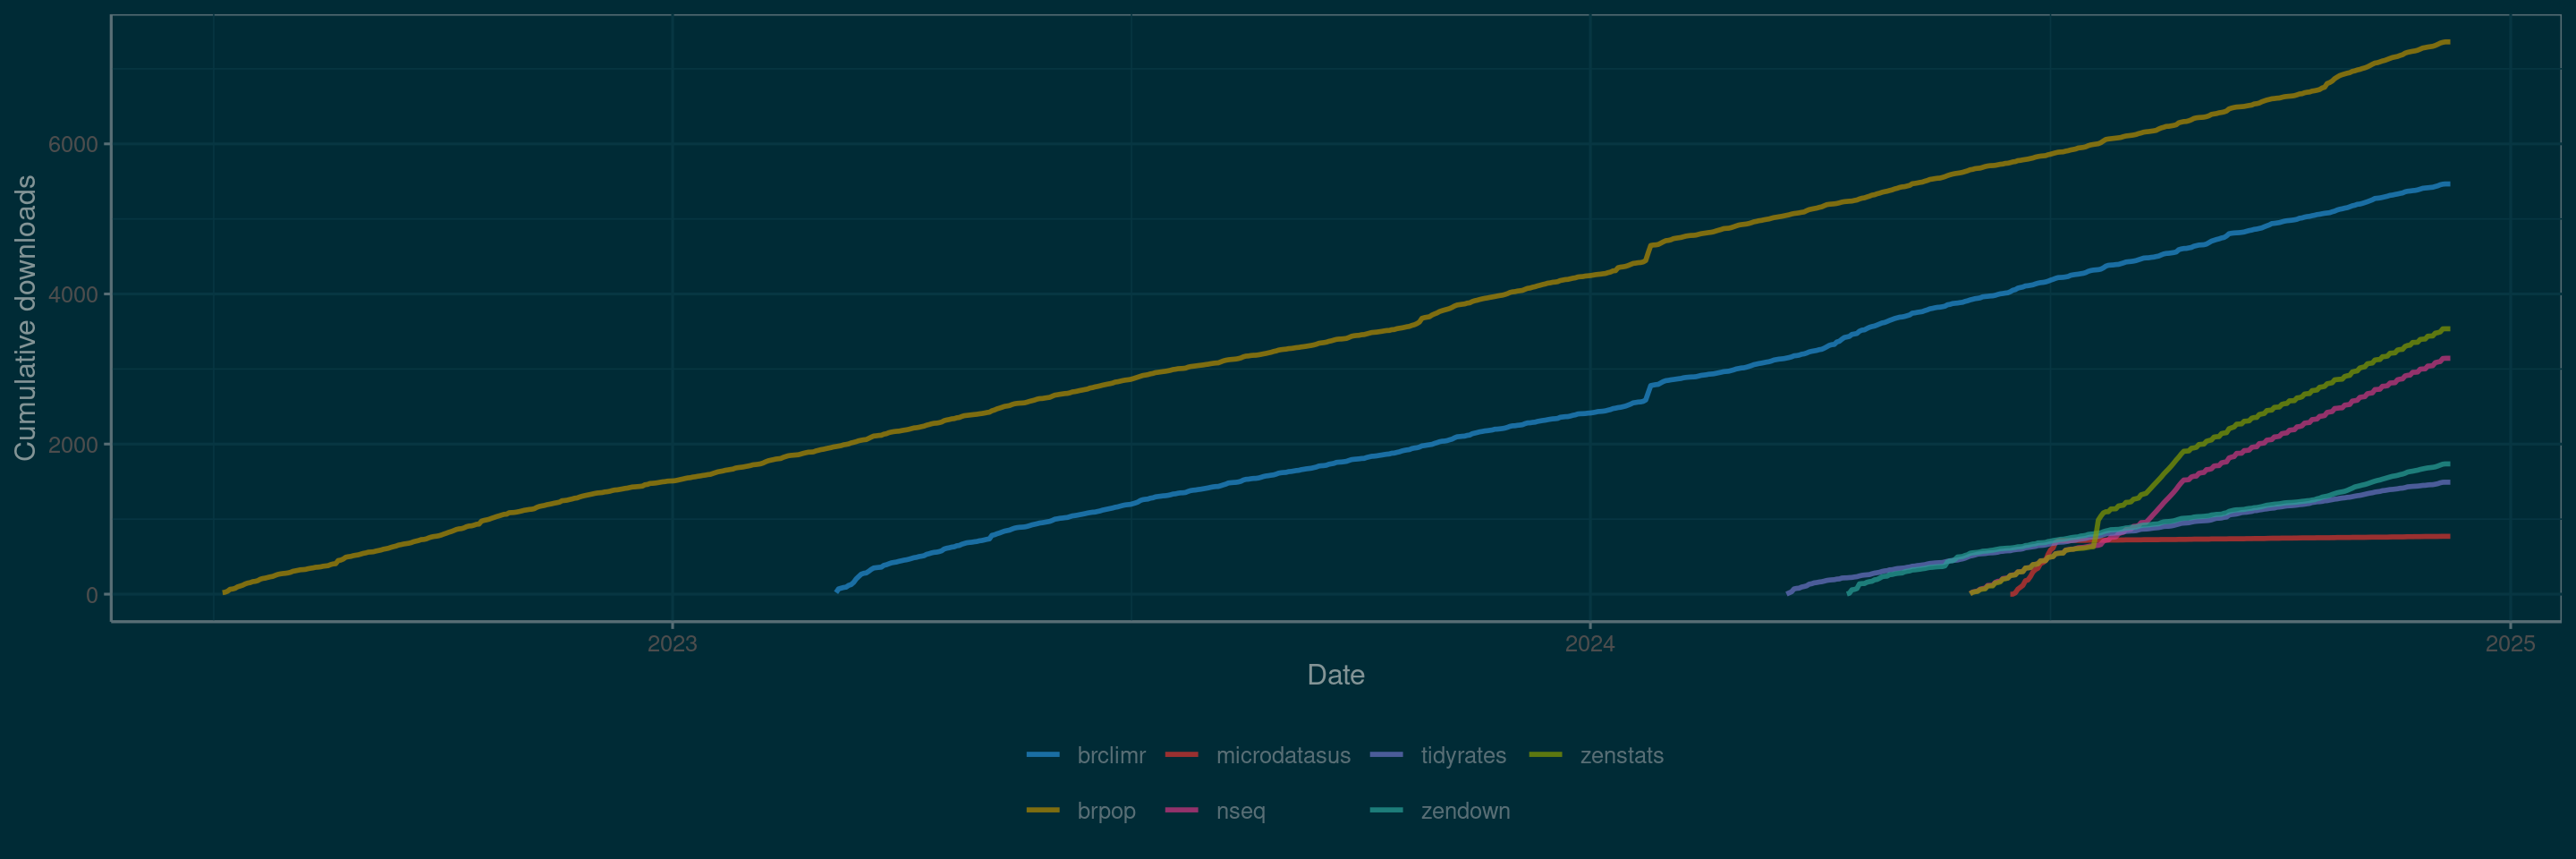 Cumulative downloads
6000
4000
2000
0
2023 2024 2025
Date
brclimr microdatasus tidyrates zenstats
brpop nseq zendown